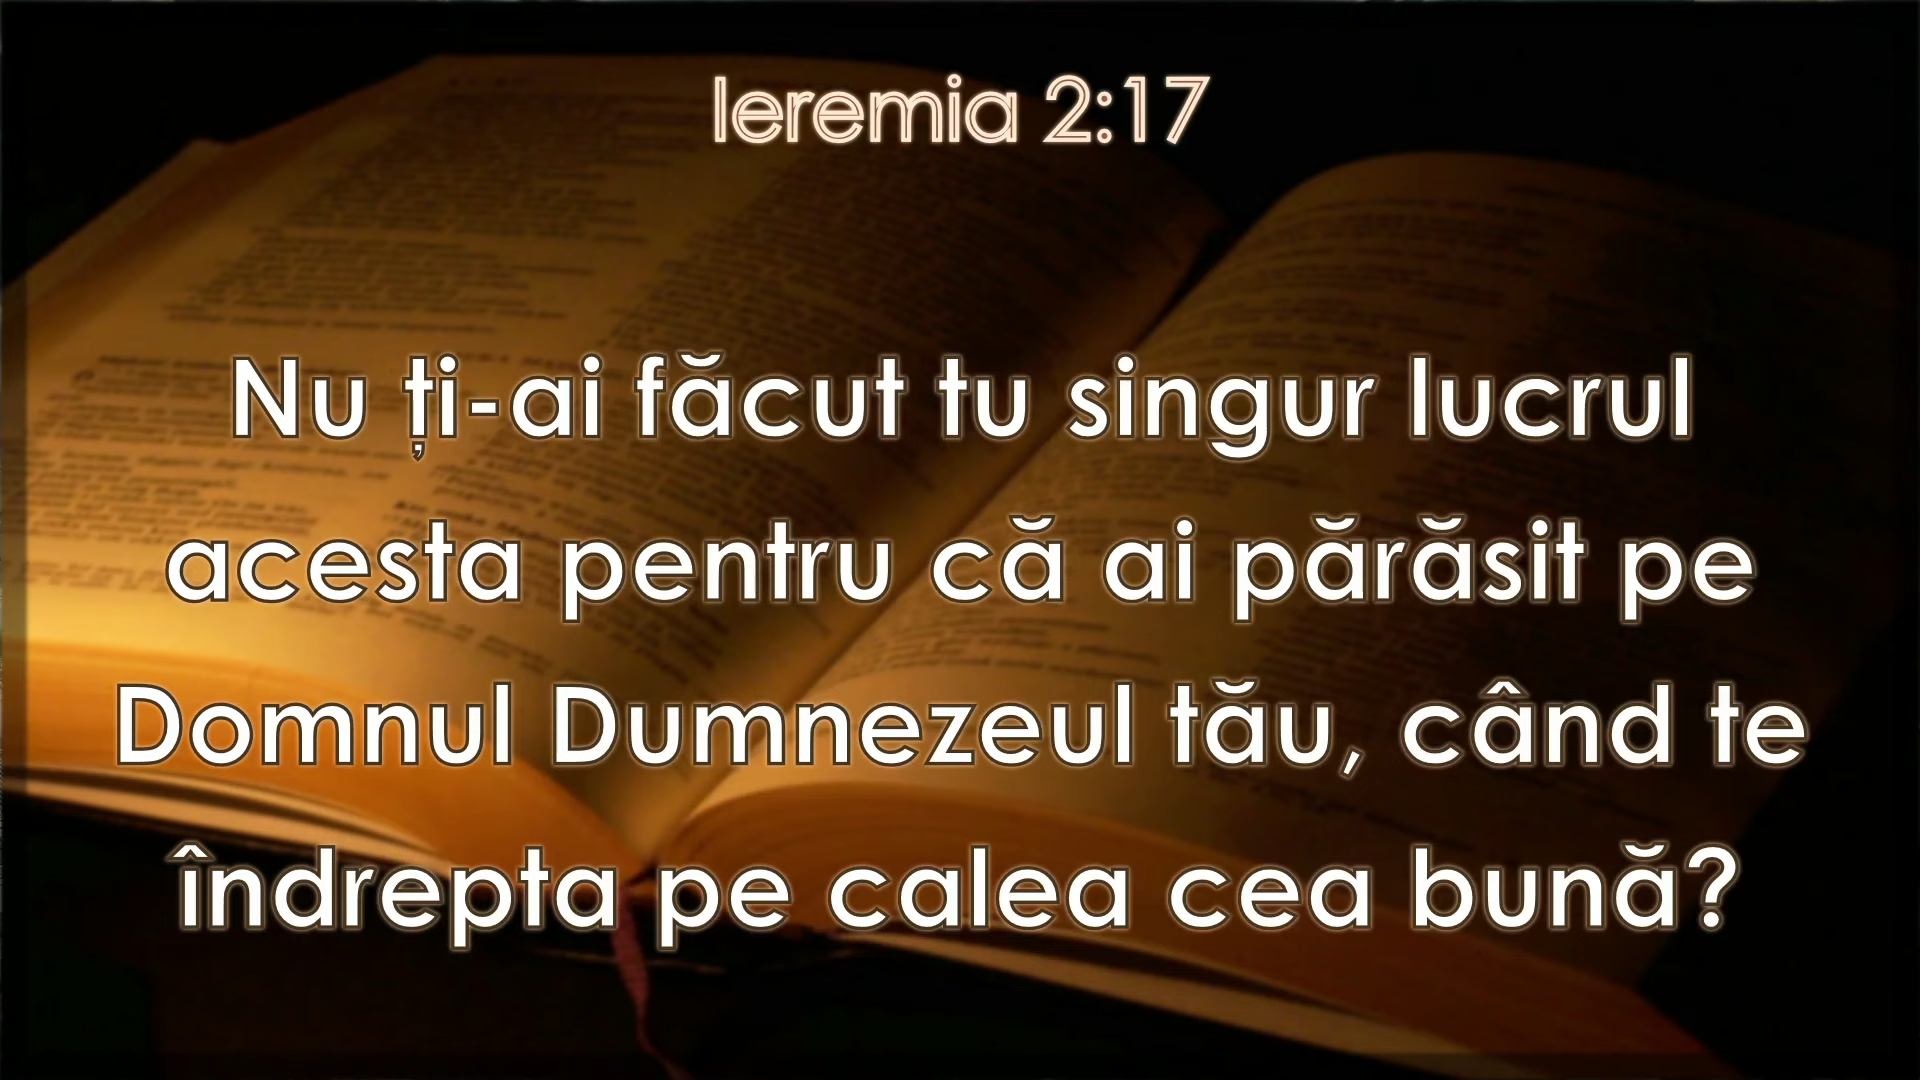 Ieremia 2:17
Nu ți-ai făcut tu singur lucrul
acesta pentru că ai părăsit pe
Domnul Dumnezeul tău, când te
îndrepta pe calea cea bună?